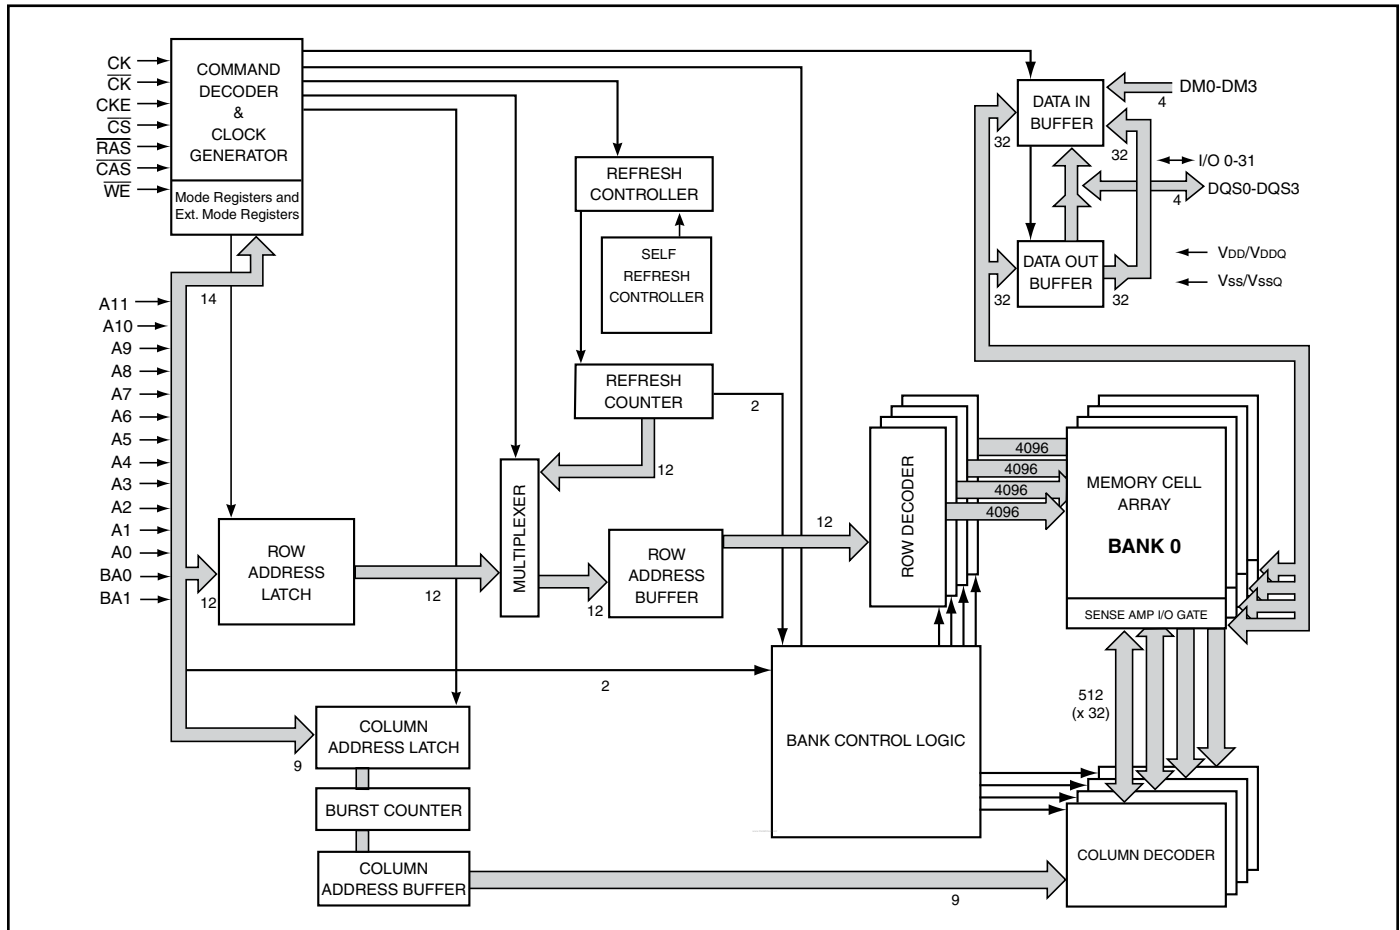 CK
CK
CKE
CS
RAS
CAS
WE
COMMAND
DECODER
&
CLOCK
GENERATOR
Mode Registers and
Ext. Mode Registers
14
A11
A10
A9
A8
A7
A6
A5
A4
A3
A2
A1
A0
BA0
BA1
12
ROW
ADDRESS
LATCH
12
MULTIPLEXER
12
REFRESH
CONTROLLER
SELF
REFRESH
CONTROLLER
REFRESH
COUNTER
2
12
ROW
ADDRESS
BUFFER
12
ROW DECODER
4096
4096
4096
4096
MEMORY CELL
ARRAY
BANK 0
SENSE AMP I/O GATE
DATA IN
BUFFER
DM0-DM3
4
32
32
I/O 0-31
DQS0-DQS3
4
DATA OUT
BUFFER
32
32
VDD/VDDQ
Vss/VssQ
2
BANK CONTROL LOGIC
512
(x 32)
9
COLUMN
ADDRESS LATCH
BURST COUNTER
COLUMN
ADDRESS BUFFER
9
COLUMN DECODER